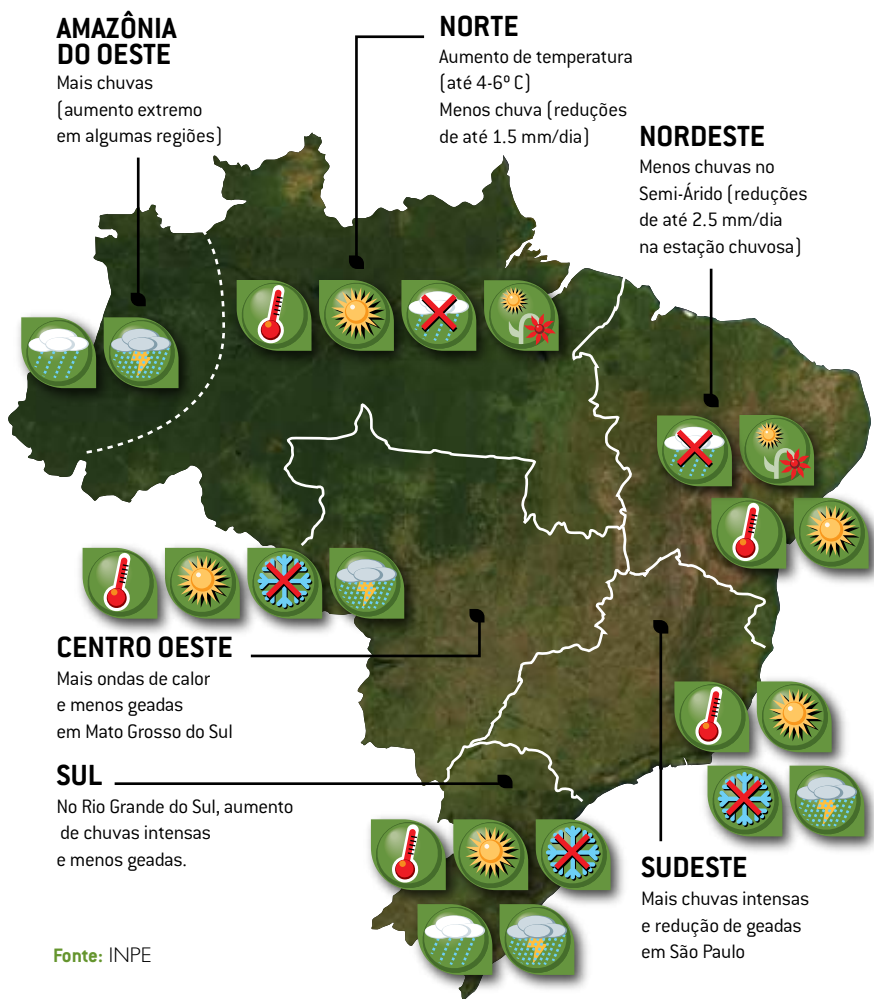 AMAZÔNIA
DO OESTE
Mais chuvas
(aumento extremo
em algumas regiões)
NORTE
Aumento de temperatura
(até 4-6º C)
Menos chuva (reduções
de até 1.5 mm/dia)
NORDESTE
Menos chuvas no
Semi-Árido (reduções
de até 2.5 mm/dia
na estação chuvosa)
CENTRO OESTE
Mais ondas de calor
e menos geadas
em Mato Grosso do Sul
SUL
No Rio Grande do Sul, aumento
de chuvas intensas
e menos geadas.
SUDESTE
Mais chuvas intensas
e redução de geadas
em São Paulo
Fonte: INPE